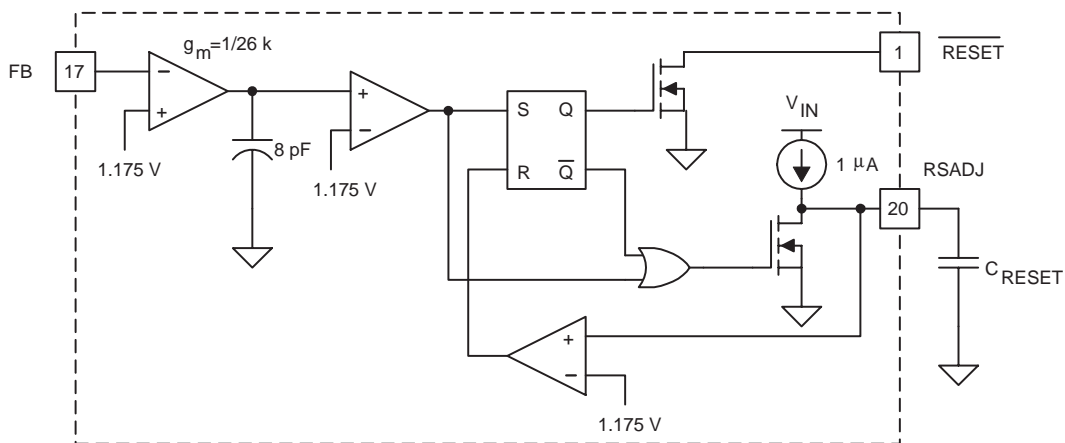 g_m=1/26 k
FB
17
−
+
1.175 V
8 pF
+
−
1.175 V
S
Q
R
Q̅
1
R̅E̅S̅E̅T̅
V_IN
1 μA
RSADJ
20
C_RESET
+
−
1.175 V